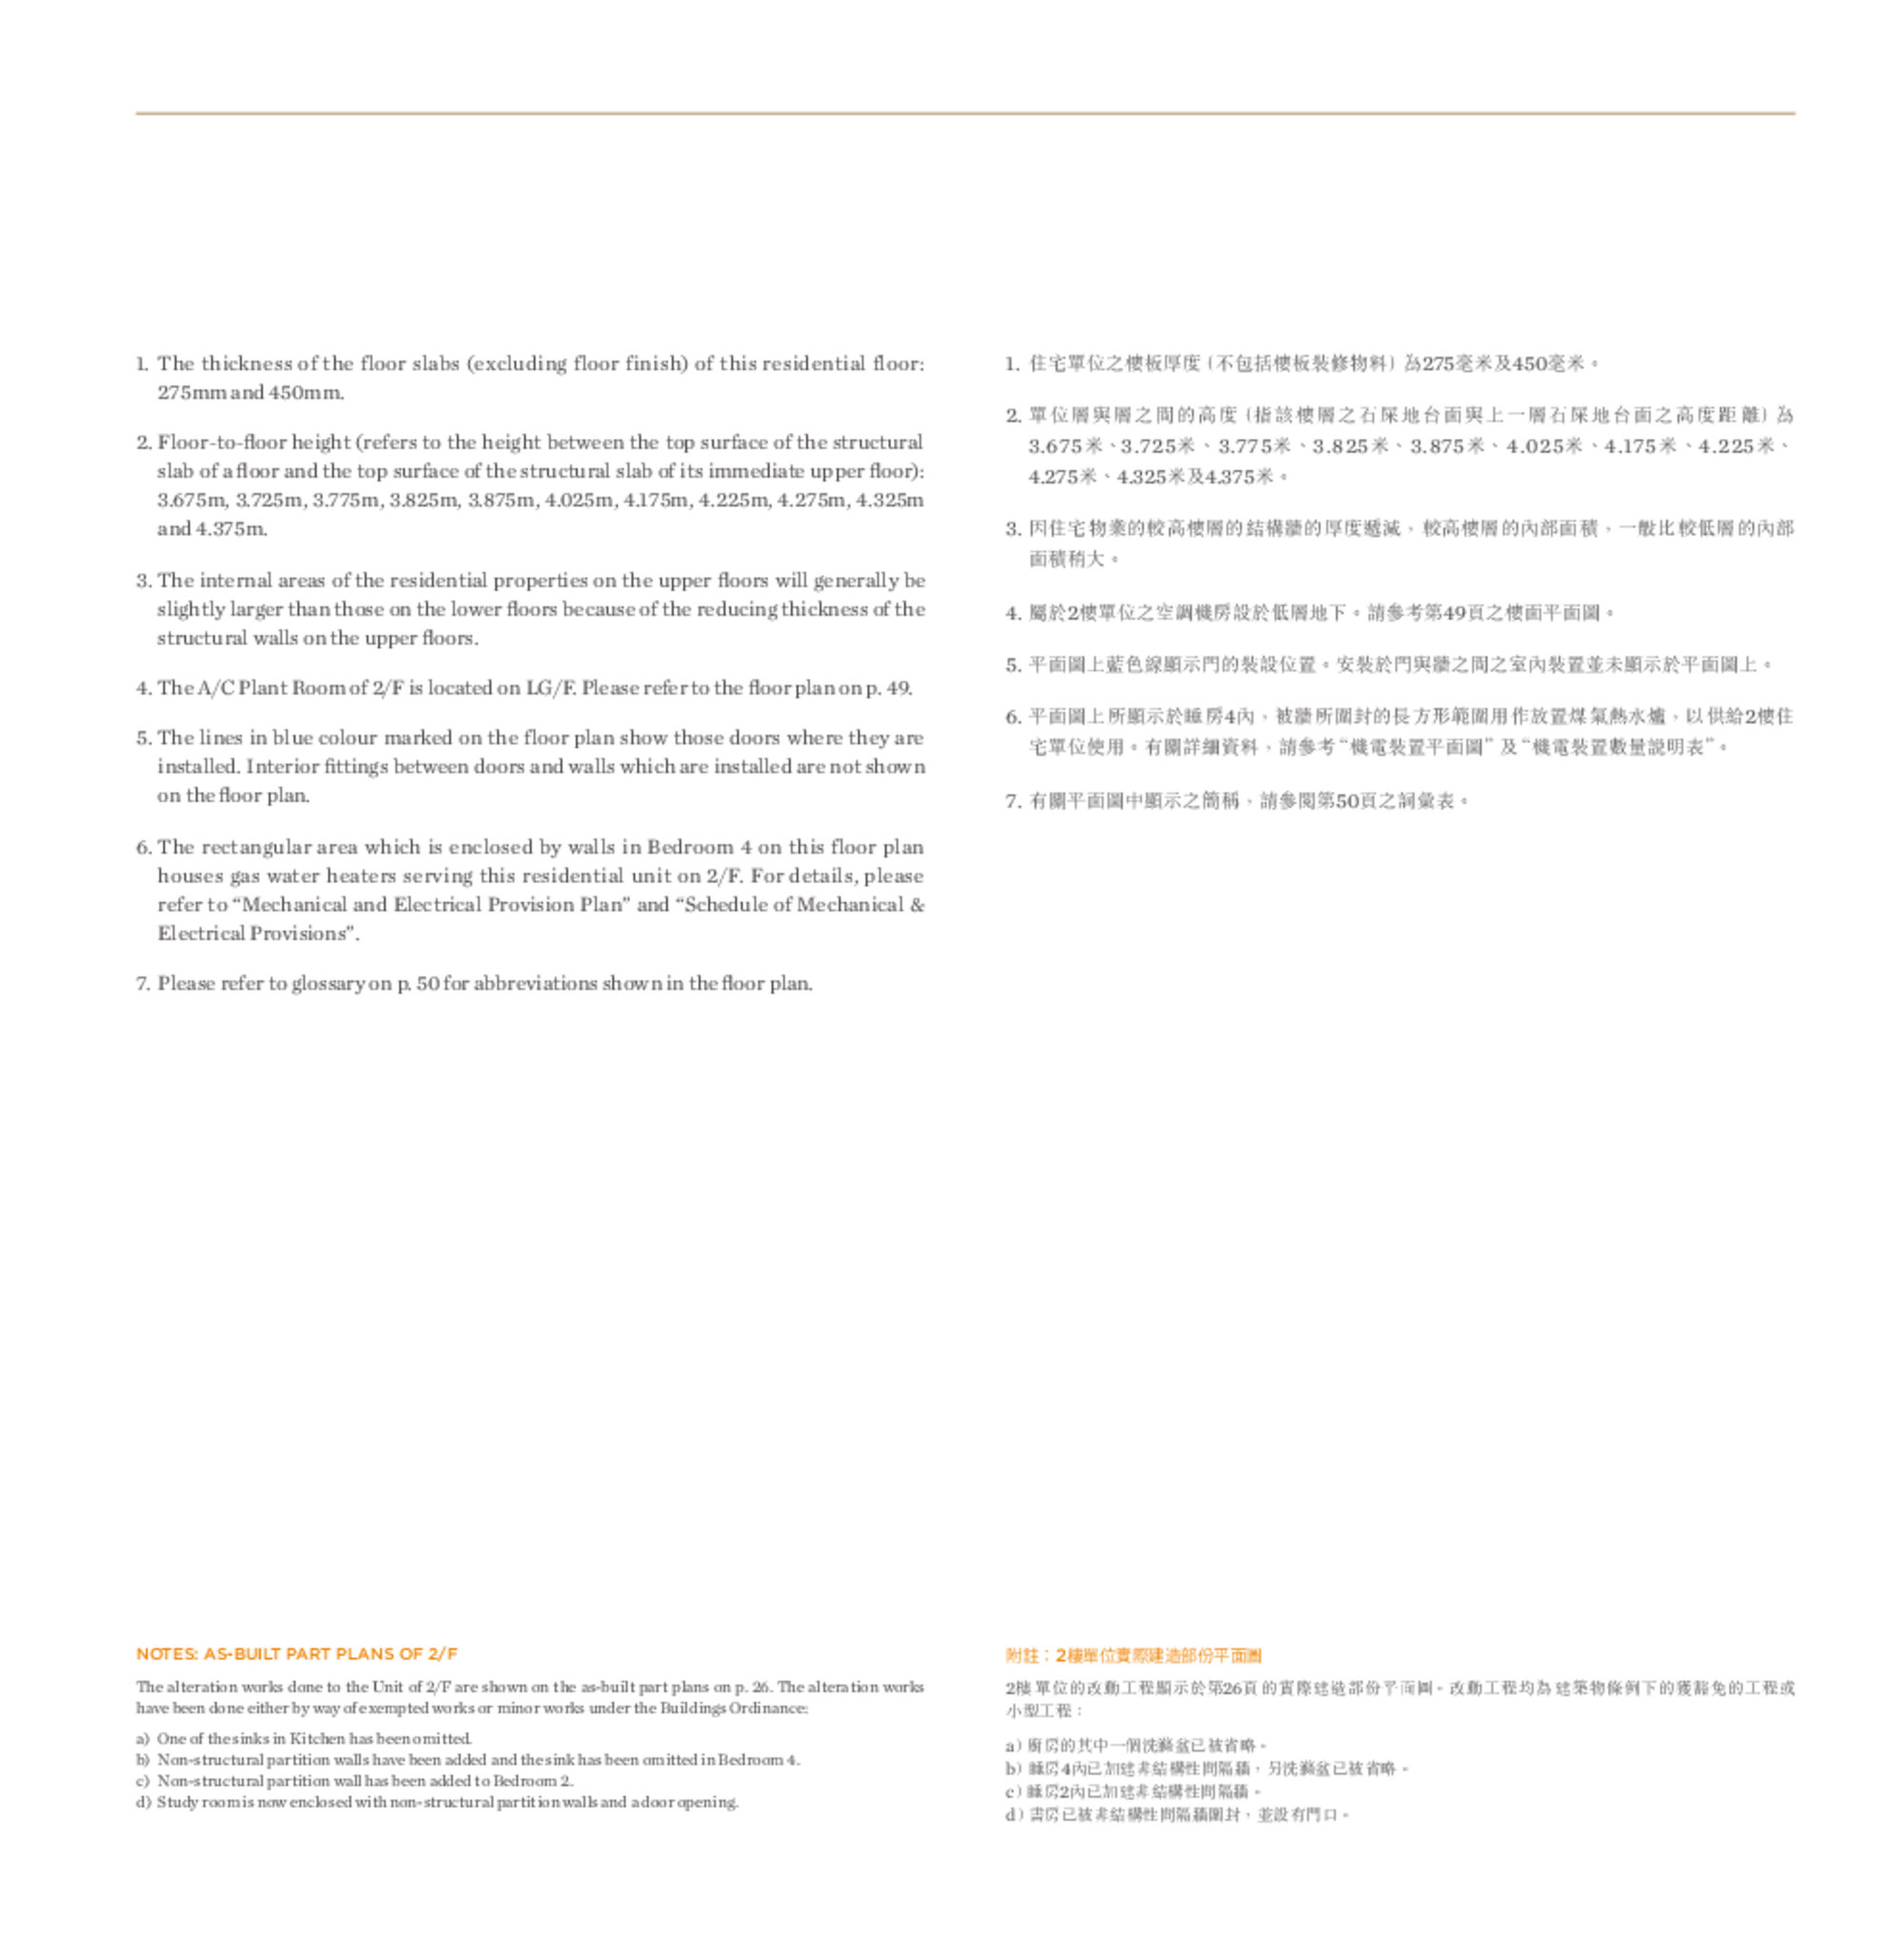 1. The thickness of the floor slabs (excluding floor finish) of this residential floor:
275mm and 450mm.
2. Floor-to-floor height (refers to the height between the top surface of the structural
slab of a floor and the top surface of the structural slab of its immediate upper floor):
3.675m, 3.725m, 3.775m, 3.825m, 3.875m, 4.025m, 4.175m, 4.225m, 4.275m, 4.325m
and 4.375m.
3. The internal areas of the residential properties on the upper floors will generally be
slightly larger than those on the lower floors because of the reducing thickness of the
structural walls on the upper floors.
4. The A/C Plant Room of 2/F is located on LG/F. Please refer to the floor plan on p. 49.
5. The lines in blue colour marked on the floor plan show those doors where they are
installed. Interior fittings between doors and walls which are installed are not shown
on the floor plan.
6. The rectangular area which is enclosed by walls in Bedroom 4 on this floor plan
houses gas water heaters serving this residential unit on 2/F. For details, please
refer to “Mechanical and Electrical Provision Plan” and “Schedule of Mechanical &
Electrical Provisions”.
7. Please refer to glossary on p. 50 for abbreviations shown in the floor plan.
1. 住宅單位之樓板厚度（不包括樓板裝修物料）為275毫米及450毫米。
2. 單位層與層之間的高度（指該樓層之石屎地台面與上一層石屎地台面之高度距離）為
3.675米、3.725米、3.775米、3.825米、3.875米、4.025米、4.175米、4.225米、
4.275米、4.325米及4.375米。
3. 因住宅物業的較高樓層的結構牆的厚度遞減，較高樓層的內部面積，一般比較低層的內部
面積稍大。
4. 屬於2樓單位之空調機房設於低層地下。請參考第49頁之樓面平面圖。
5. 平面圖上藍色線顯示門的裝設位置。安裝於門與牆之間之室內裝置並未顯示於平面圖上。
6. 平面圖上所顯示於睡房4內，被牆所圍封的長方形範圍用作放置煤氣熱水爐，以供給2樓住
宅單位使用。有關詳細資料，請參考“機電裝置平面圖”及“機電裝置數量說明表”。
7. 有關平面圖中顯示之簡稱，請參閱第50頁之詞彙表。
NOTES: AS-BUILT PART PLANS OF 2/F
The alteration works done to the Unit of 2/F are shown on the as-built part plans on p. 26. The alteration works
have been done either by way of exempted works or minor works under the Buildings Ordinance:
a) One of the sinks in Kitchen has been omitted.
b) Non-structural partition walls have been added and the sink has been omitted in Bedroom 4.
c) Non-structural partition wall has been added to Bedroom 2.
d) Study room is now enclosed with non-structural partition walls and a door opening.
附註：2樓單位實際建造部份平面圖
2樓單位的改動工程顯示於第26頁的實際建造部份平面圖。改動工程均為建築物條例下的獲豁免的工程或
小型工程：
a）廚房的其中一個洗滌盆已被省略。
b）睡房4內已加建非結構性間隔牆，另洗滌盆已被省略。
c）睡房2內已加建非結構性間隔牆。
d）書房已被非結構性間隔牆圍封，並設有門口。